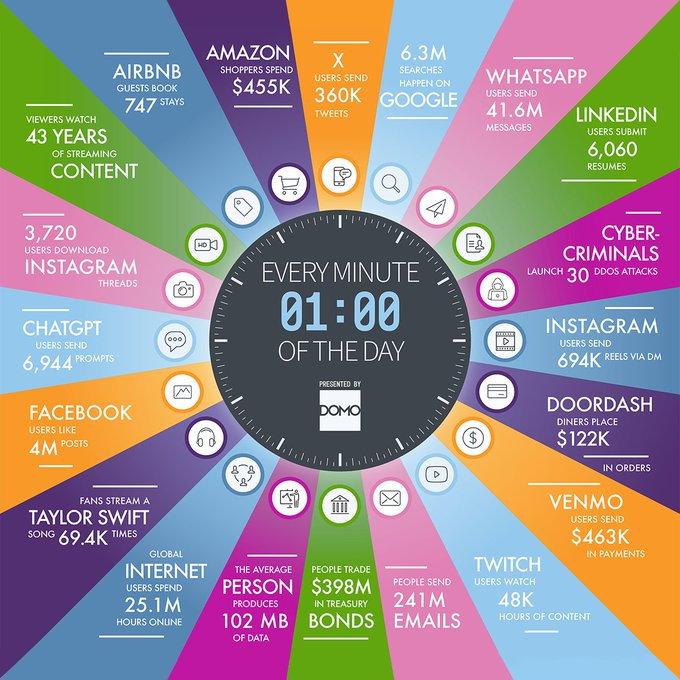 EVERY MINUTE
01:00
OF THE DAY
PRESENTED BY
DOMO
X
USERS SEND
360K
TWEETS
6.3M
SEARCHES
HAPPEN ON
GOOGLE
WHATSAPP
USERS SEND
41.6M
MESSAGES
LINKEDIN
USERS SUBMIT
6,060
RESUMES
CYBER-
CRIMINALS
LAUNCH 30 DDOS ATTACKS
INSTAGRAM
USERS SEND
694K REELS VIA DM
DOORDASH
DINERS PLACE
$122K
IN ORDERS
VENMO
USERS SEND
$463K
IN PAYMENTS
TWITCH
USERS WATCH
48K
HOURS OF CONTENT
PEOPLE SEND
241M
EMAILS
PEOPLE TRADE
$398M
IN TREASURY
BONDS
THE AVERAGE
PERSON
PRODUCES
102 MB
OF DATA
GLOBAL
INTERNET
USERS SPEND
25.1M
HOURS ONLINE
FANS STREAM A
TAYLOR SWIFT
SONG 69.4K TIMES
FACEBOOK
USERS LIKE
4M POSTS
CHATGPT
USERS SEND
6,944 PROMPTS
3,720
USERS DOWNLOAD
INSTAGRAM
THREADS
VIEWERS WATCH
43 YEARS
OF STREAMING
CONTENT
AIRBNB
GUESTS BOOK
747 STAYS
AMAZON
SHOPPERS SPEND
$455K
HD